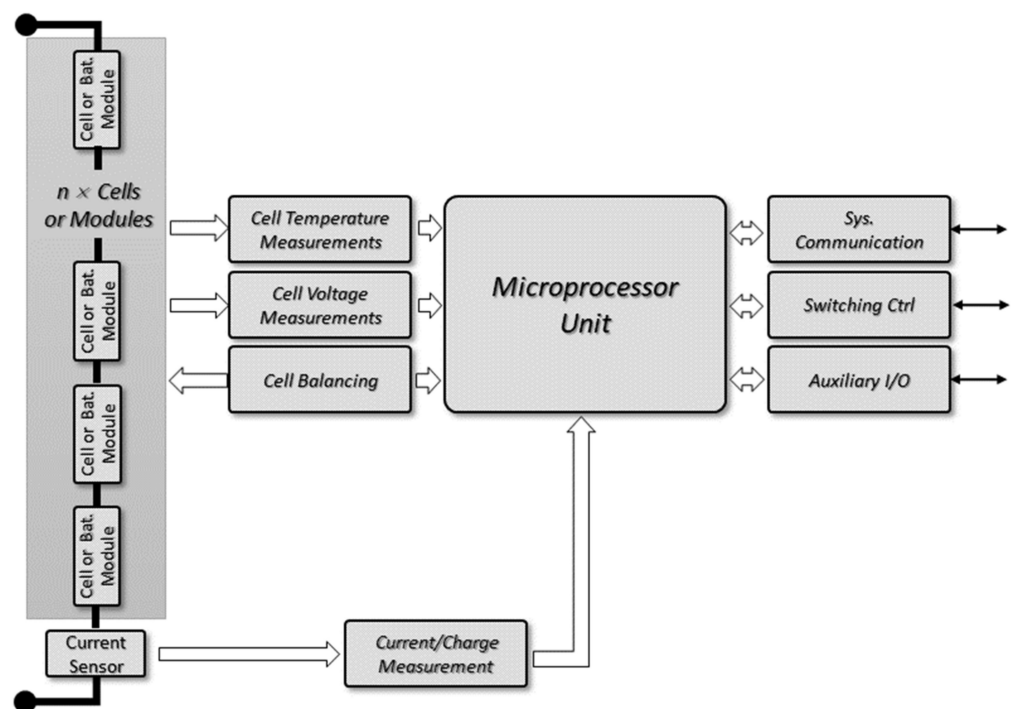 Cell or Bat.
Module
n × Cells
or Modules
Cell or Bat.
Module
Cell or Bat.
Module
Cell or Bat.
Module
Current
Sensor
Cell Temperature
Measurements
Cell Voltage
Measurements
Cell Balancing
Current/Charge
Measurement
Microprocessor
Unit
Sys.
Communication
Switching Ctrl
Auxiliary I/O